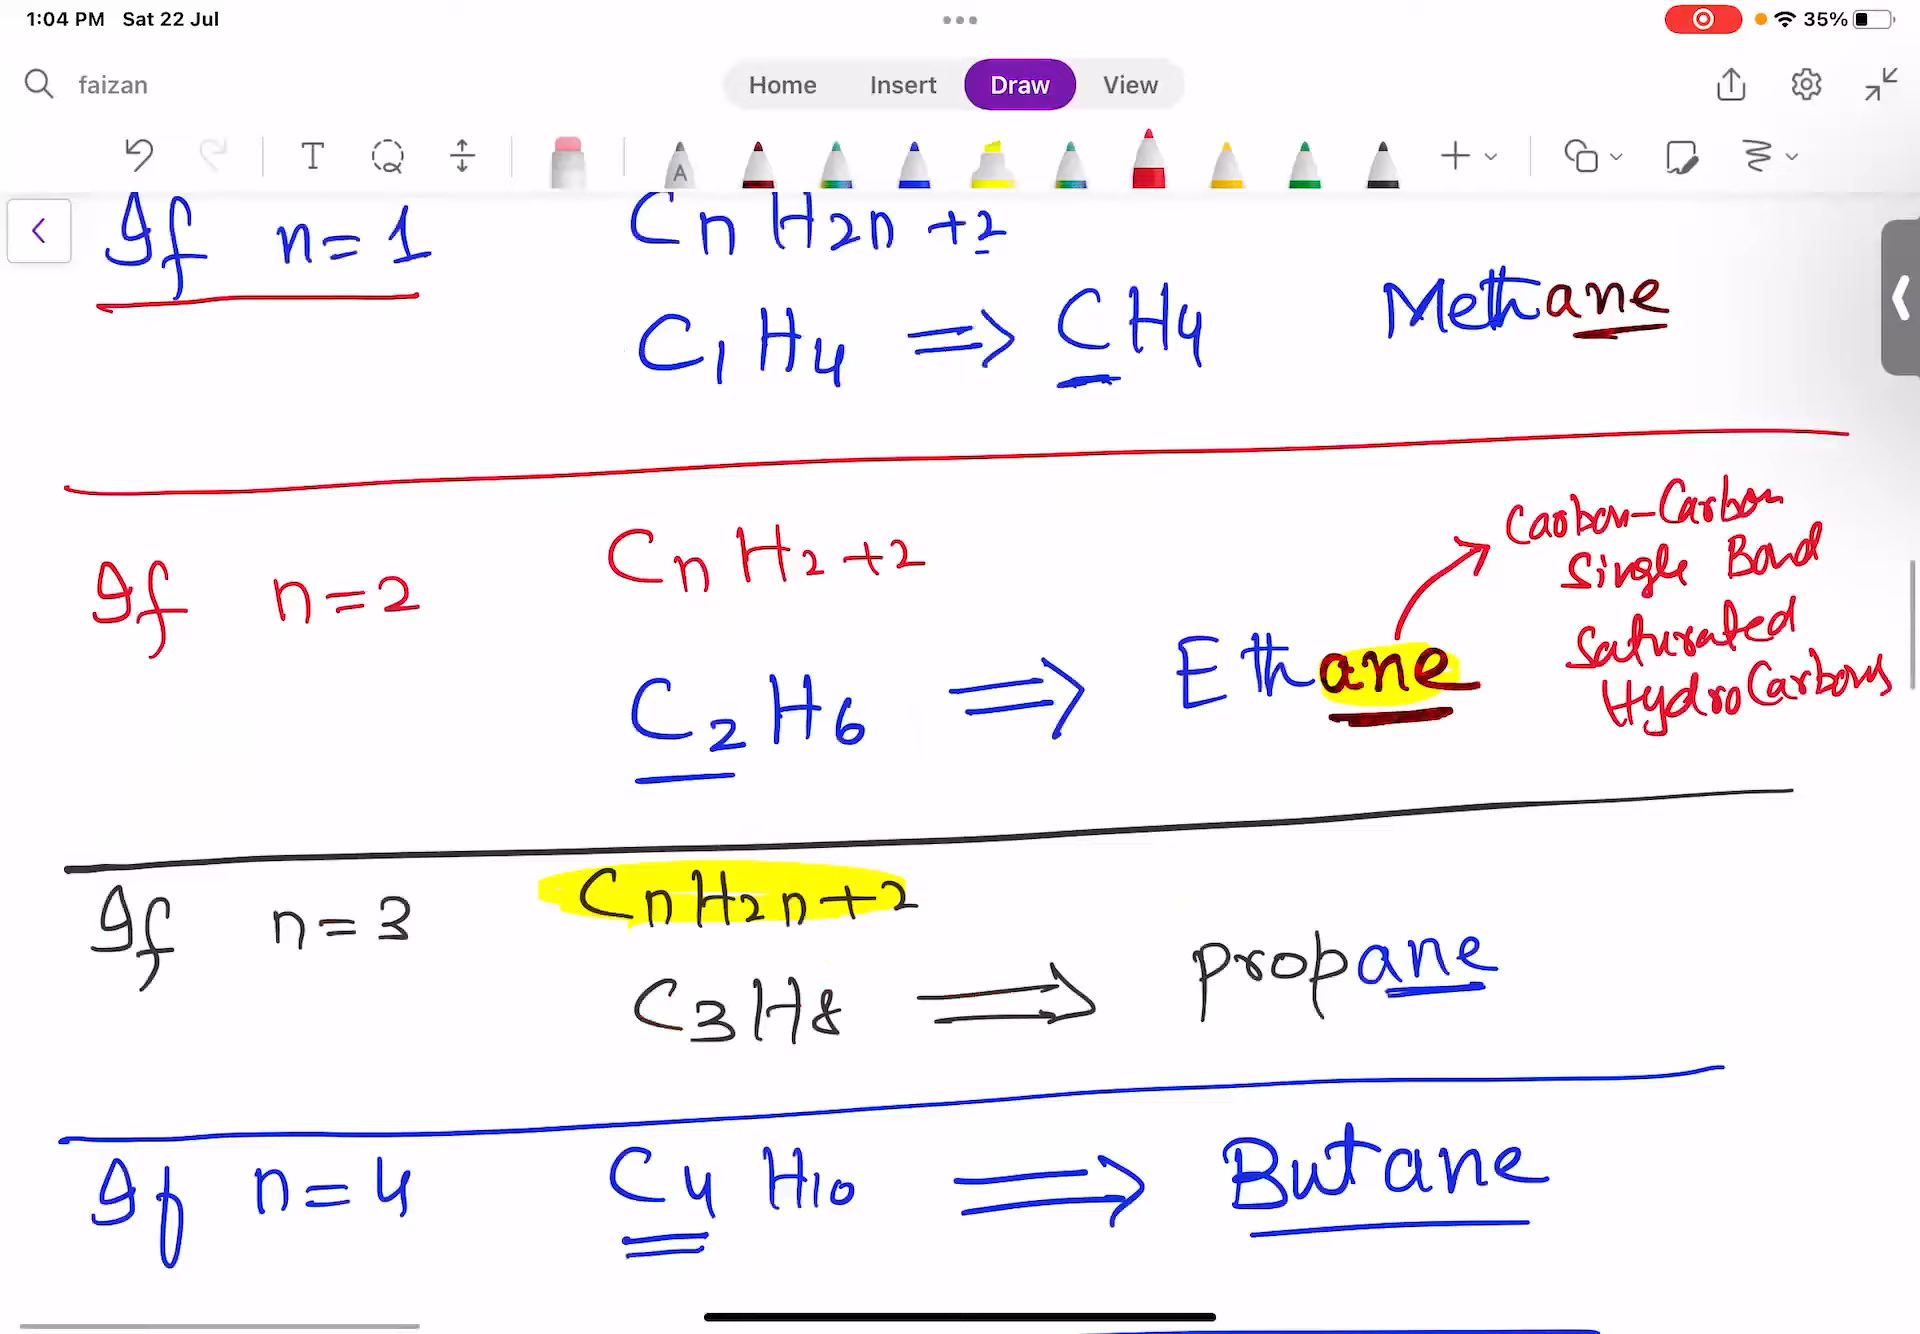 1:04 PM Sat 22 Jul
35%
faizan
Home Insert Draw View
T
A
If n=1 CnH2n+2
C1H4 => CH4 Methane
If n=2 CnH2+2
Carbon-Carbon
Single Bond
Saturated
HydroCarbons
C2H6 => Ethane
If n=3 CnH2n+2
C3H8 => propane
If n=4 C4H10 => Butane